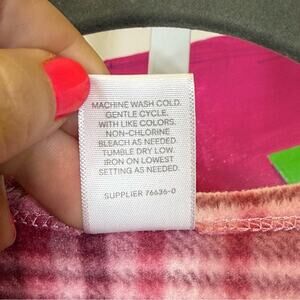 MACHINE WASH COLD.
GENTLE CYCLE.
WITH LIKE COLORS.
NON-CHLORINE
BLEACH AS NEEDED.
TUMBLE DRY LOW.
IRON ON LOWEST
SETTING AS NEEDED.
SUPPLIER 76636-0